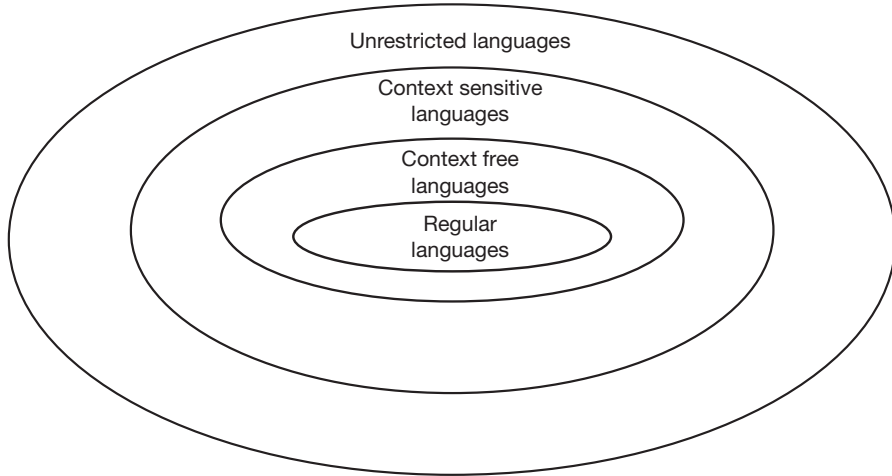 Unrestricted languages
Context sensitive
languages
Context free
languages
Regular
languages